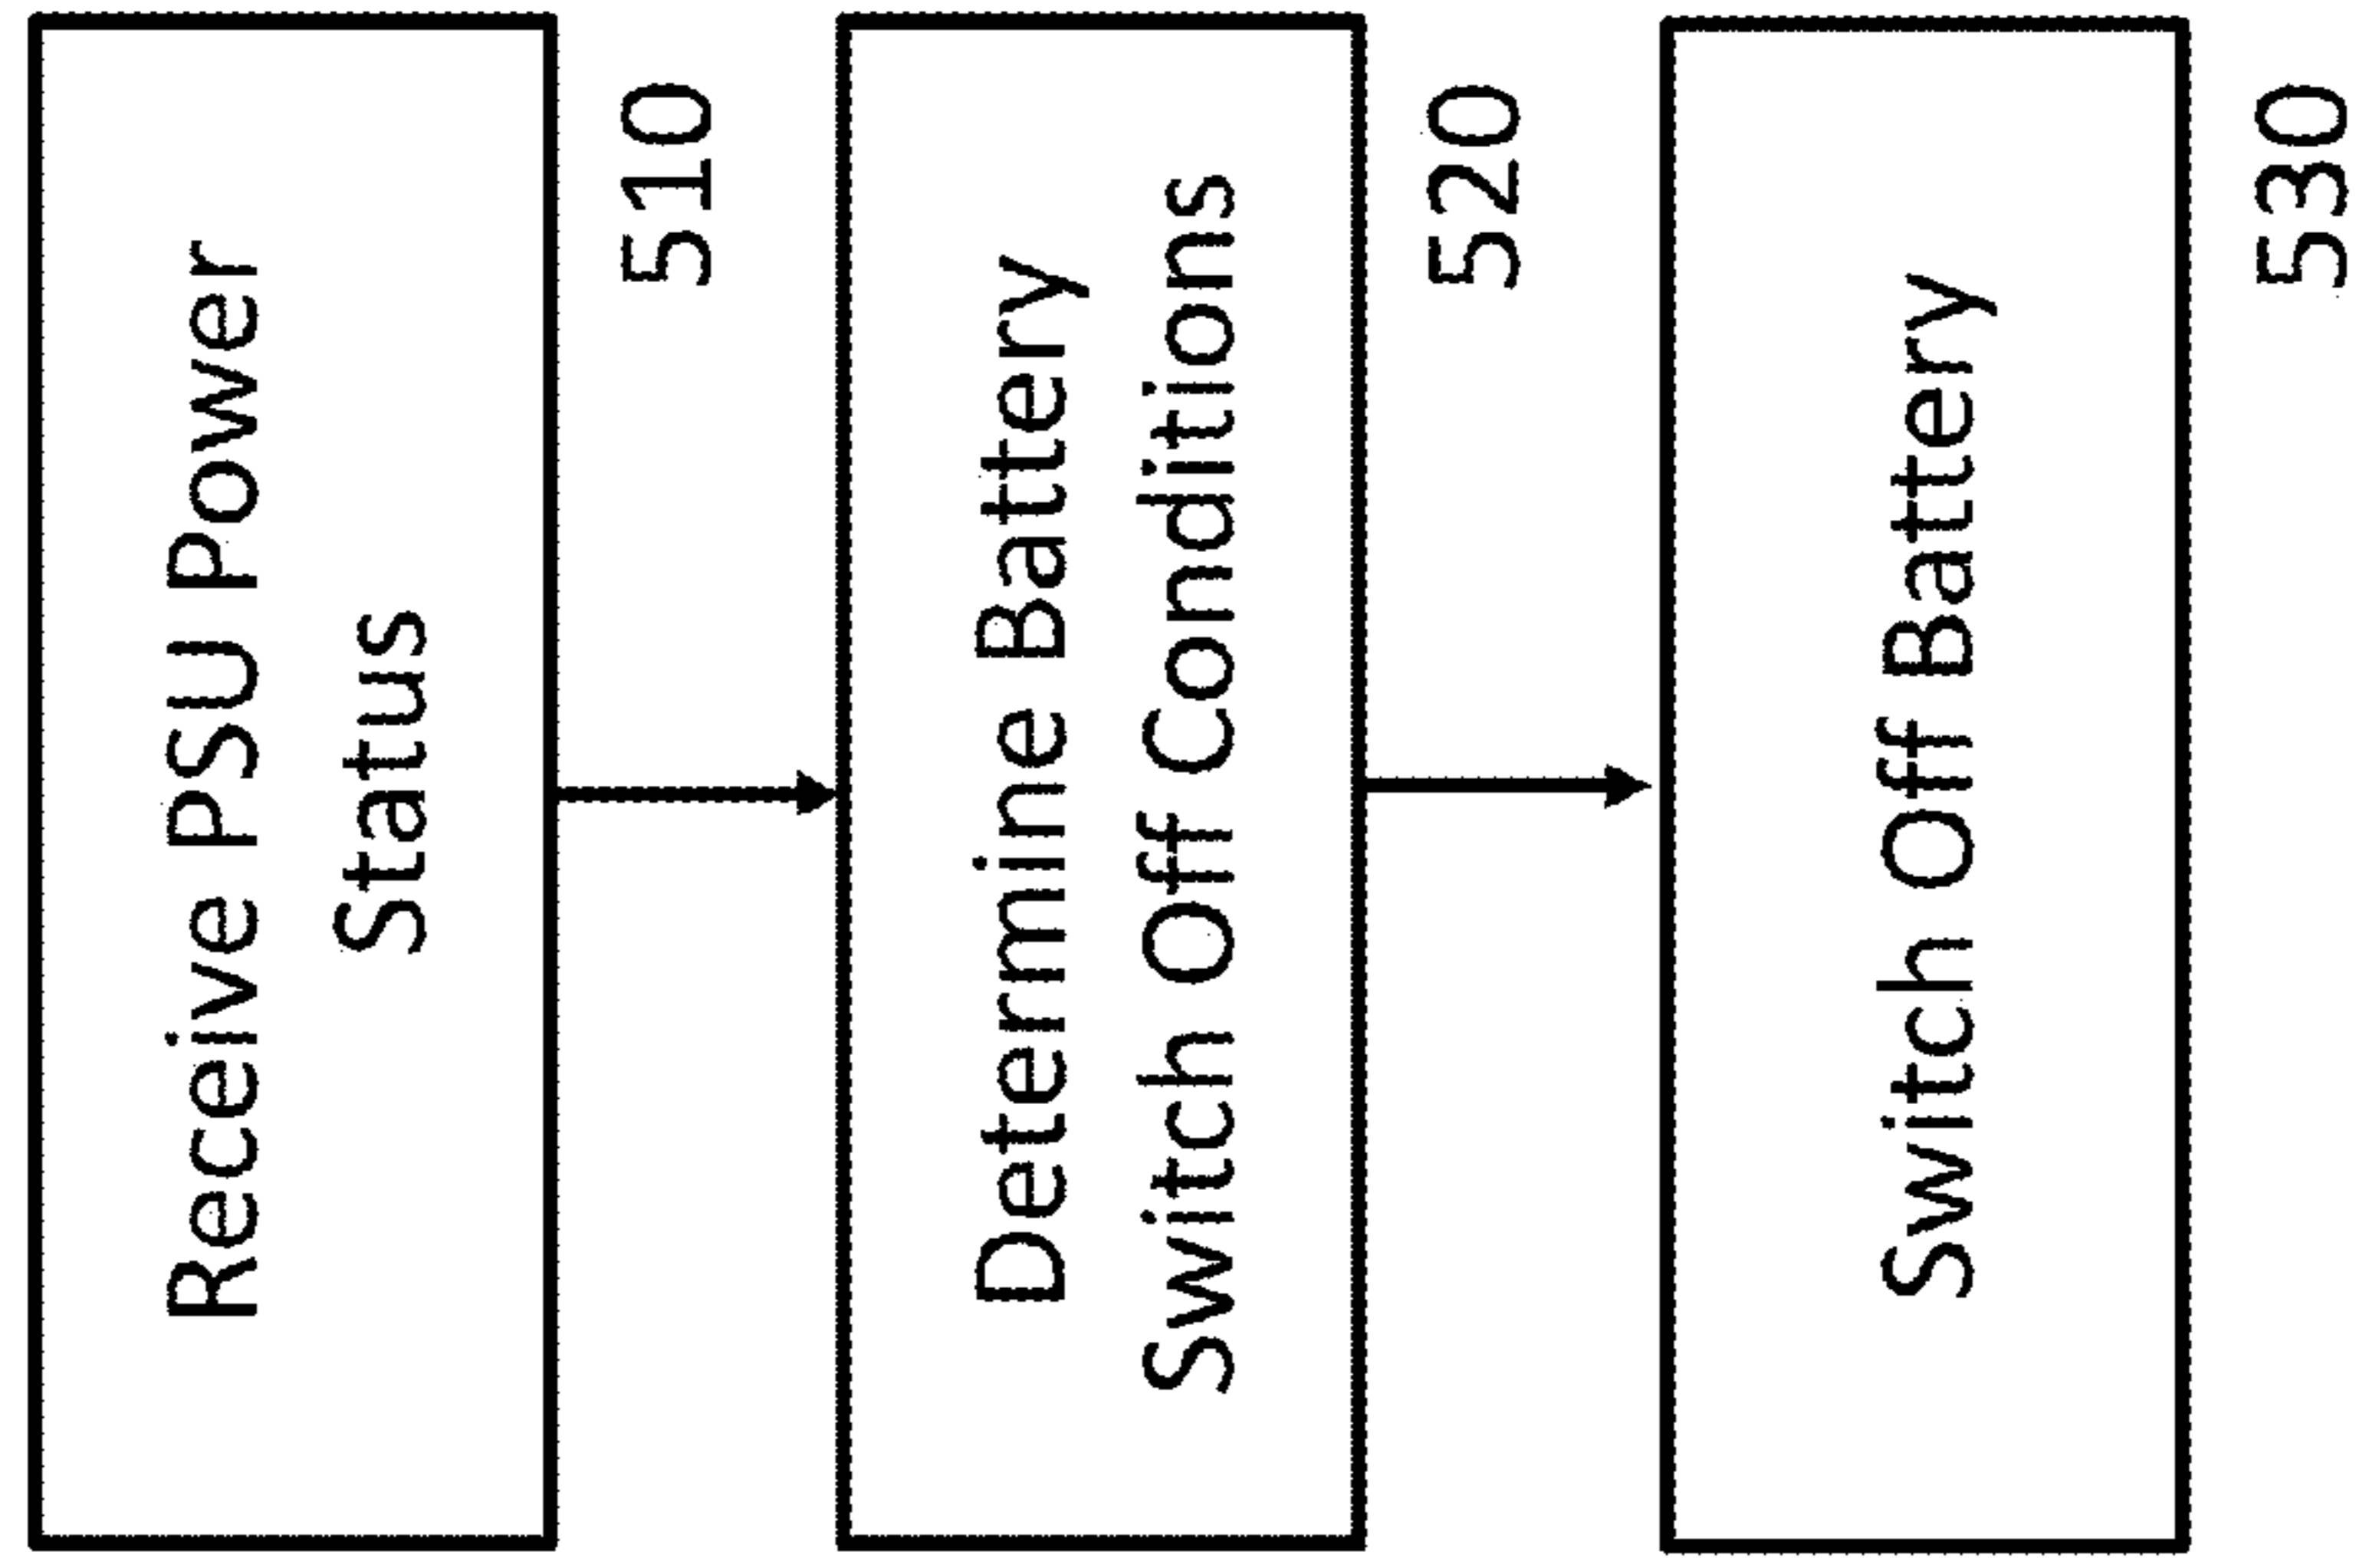 Receive PSU Power
Status
510
Determine Battery
Switch Off Conditions
520
Switch Off Battery
530